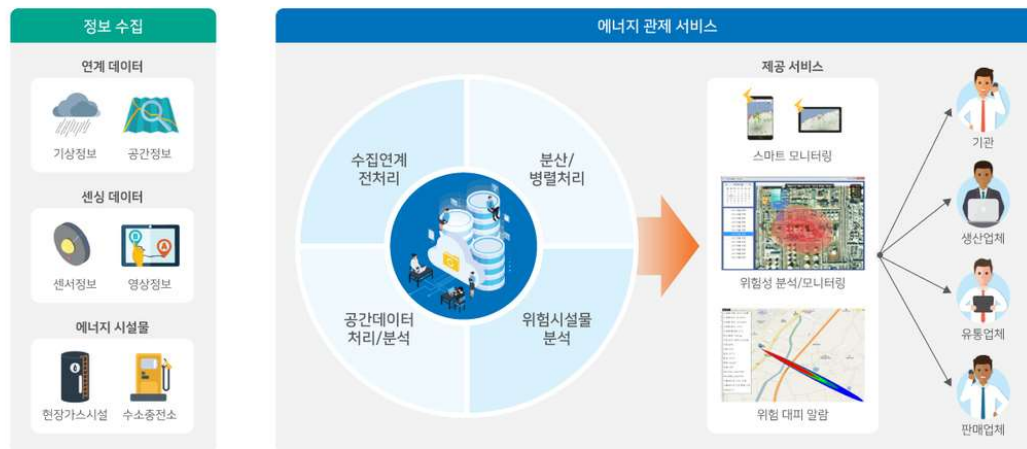 정보 수집
연계 데이터
기상정보
공간정보
센싱 데이터
센서정보
영상정보
에너지 시설물
현장가스시설
수소충전소
에너지 관제 서비스
수집연계
전처리
분산/
병렬처리
공간데이터
처리/분석
위험시설물
분석
제공 서비스
스마트 모니터링
위험성 분석/모니터링
위험 대피 알람
기관
생산업체
유통업체
판매업체